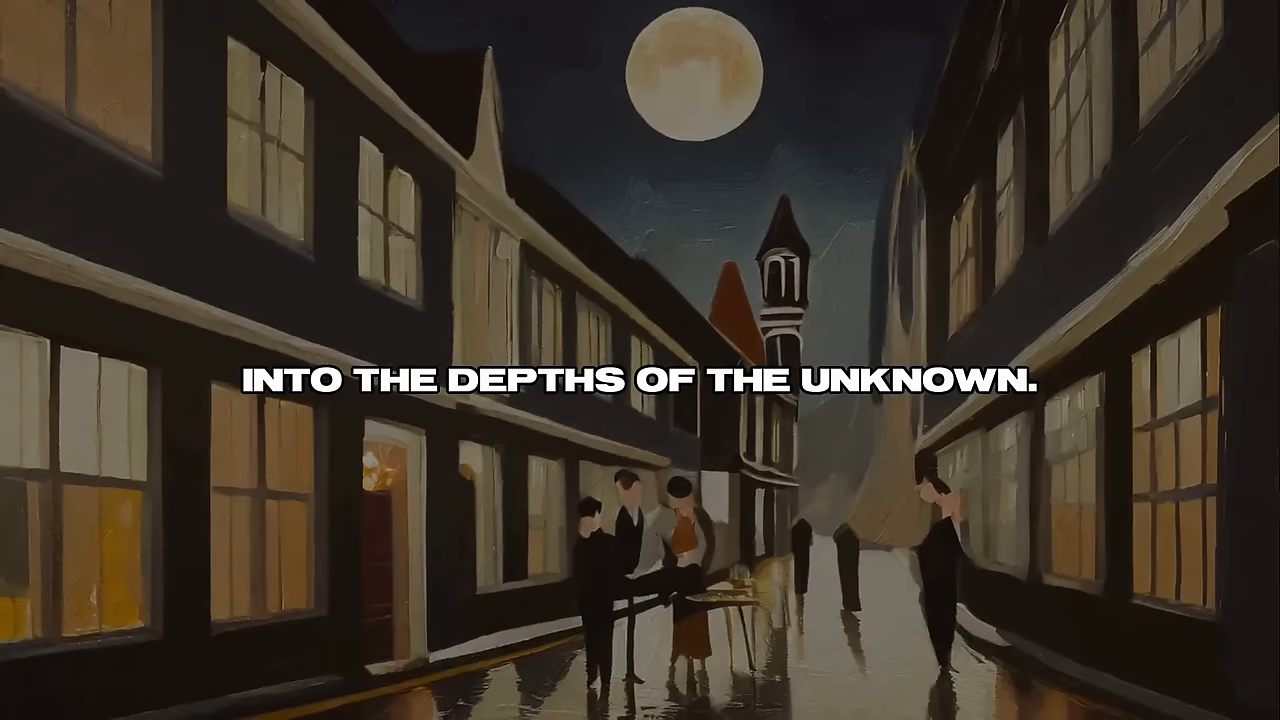 INTO THE DEPTHS OF THE UNKNOWN.